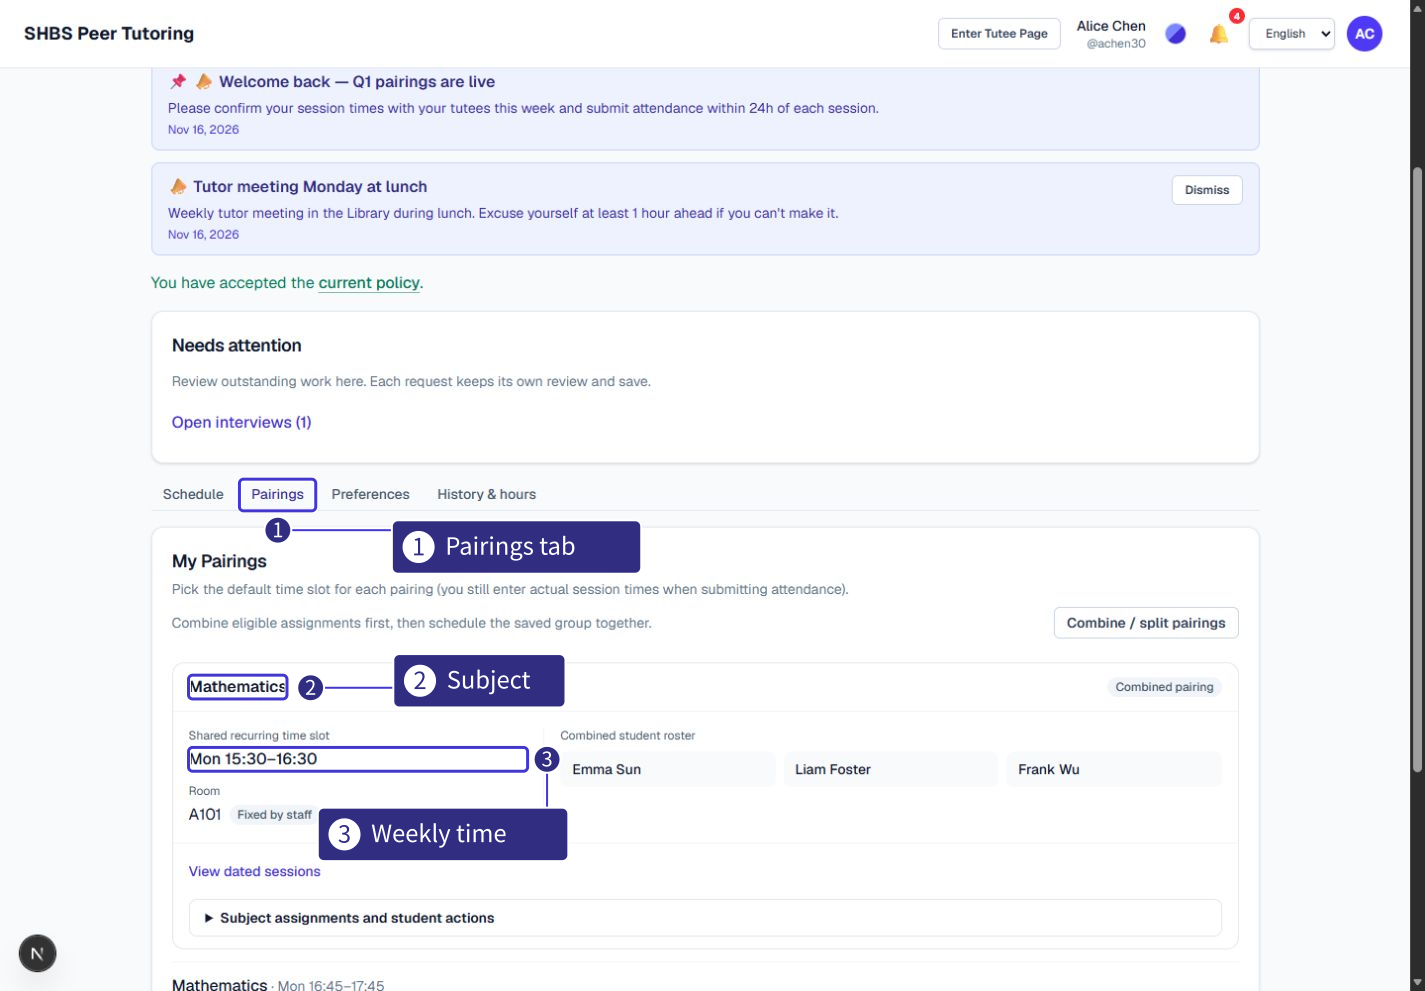 SHBS Peer Tutoring
Enter Tutee Page
Alice Chen
@achen30
4
English
AC
Welcome back — Q1 pairings are live
Please confirm your session times with your tutees this week and submit attendance within 24h of each session.
Nov 16, 2026
Tutor meeting Monday at lunch
Dismiss
Weekly tutor meeting in the Library during lunch. Excuse yourself at least 1 hour ahead if you can't make it.
Nov 16, 2026
You have accepted the current policy.
Needs attention
Review outstanding work here. Each request keeps its own review and save.
Open interviews (1)
Schedule
Pairings
Preferences
History & hours
1
1 Pairings tab
My Pairings
Pick the default time slot for each pairing (you still enter actual session times when submitting attendance).
Combine eligible assignments first, then schedule the saved group together.
Combine / split pairings
Mathematics
2
2 Subject
Combined pairing
Shared recurring time slot
Mon 15:30–16:30
3
Combined student roster
Emma Sun
Liam Foster
Frank Wu
Room
A101
Fixed by staff
3 Weekly time
View dated sessions
Subject assignments and student actions
N
Mathematics · Mon 16:45–17:45